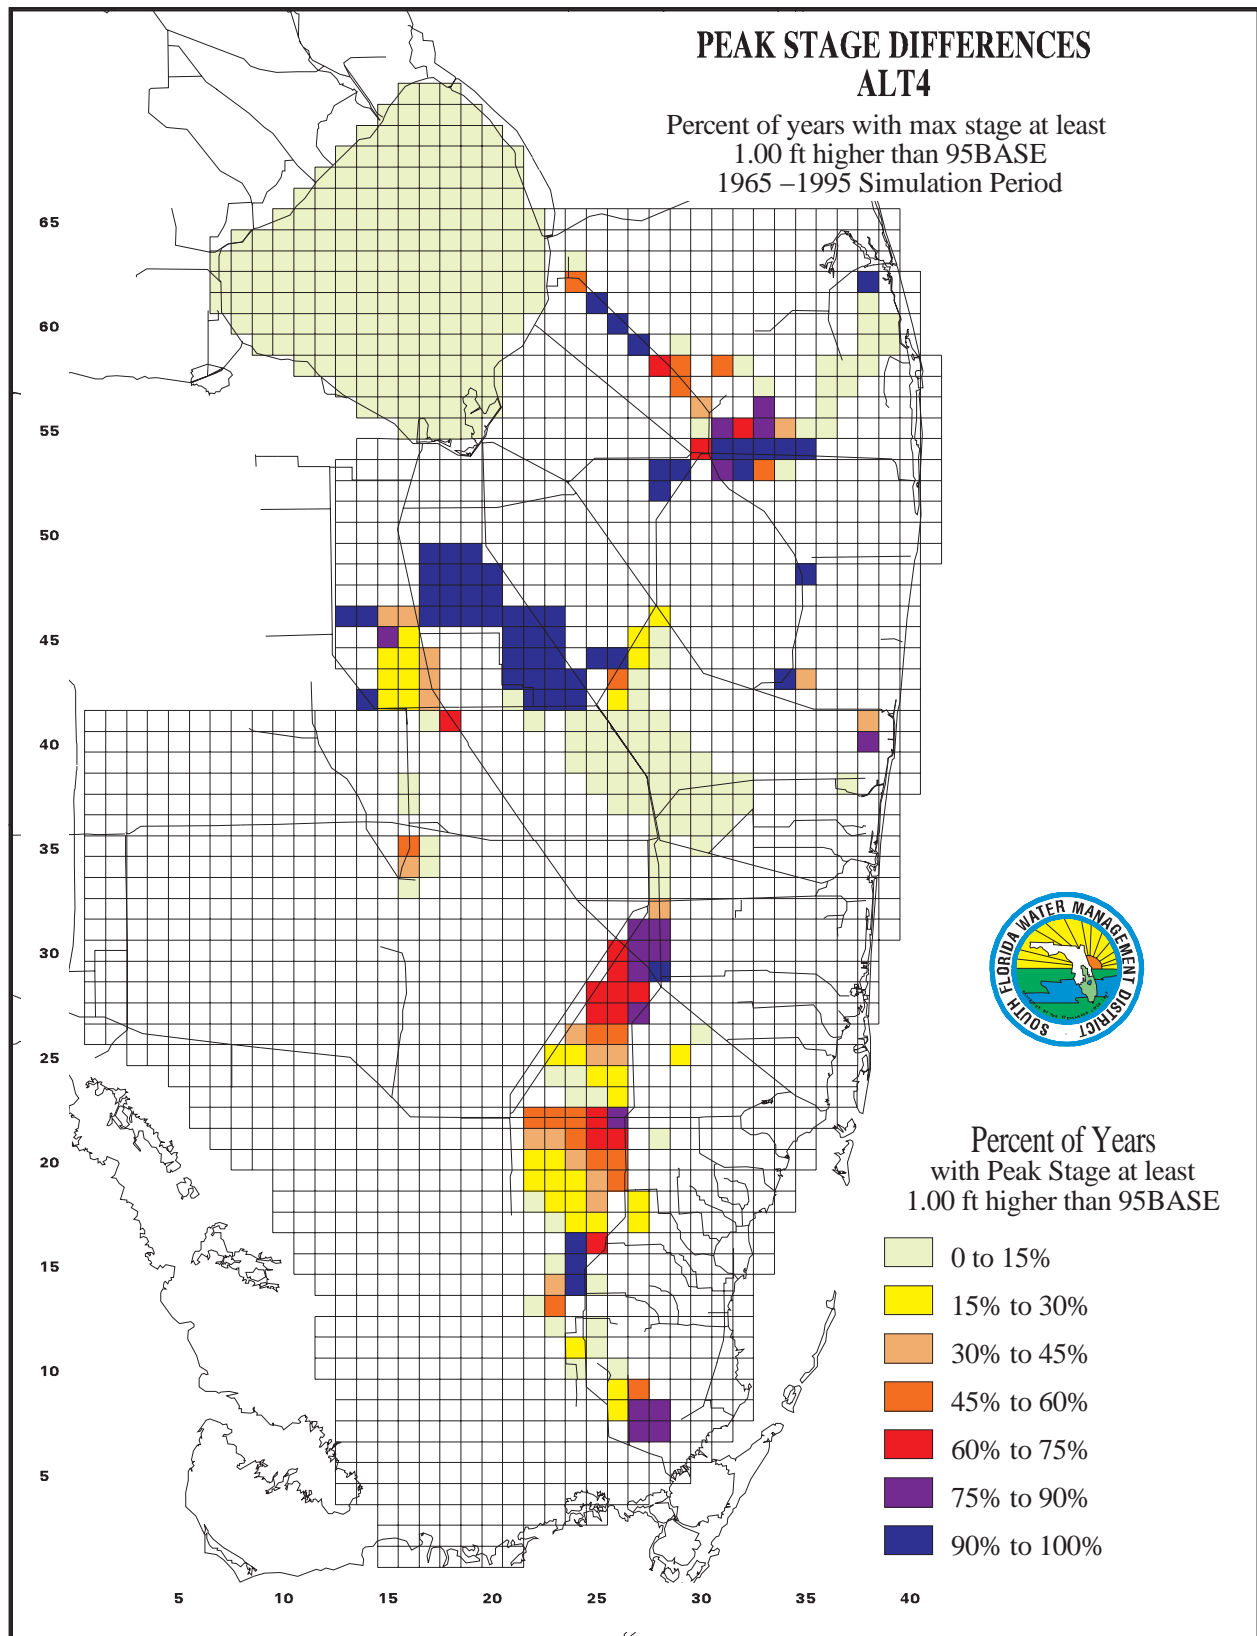 PEAK STAGE DIFFERENCES
ALT4
Percent of years with max stage at least
1.00 ft higher than 95BASE
1965 –1995 Simulation Period
65
60
55
50
45
40
35
30
25
20
15
10
5
SOUTH FLORIDA WATER MANAGEMENT DISTRICT
Percent of Years
with Peak Stage at least
1.00 ft higher than 95BASE
0 to 15%
15% to 30%
30% to 45%
45% to 60%
60% to 75%
75% to 90%
90% to 100%
5 10 15 20 25 30 35 40